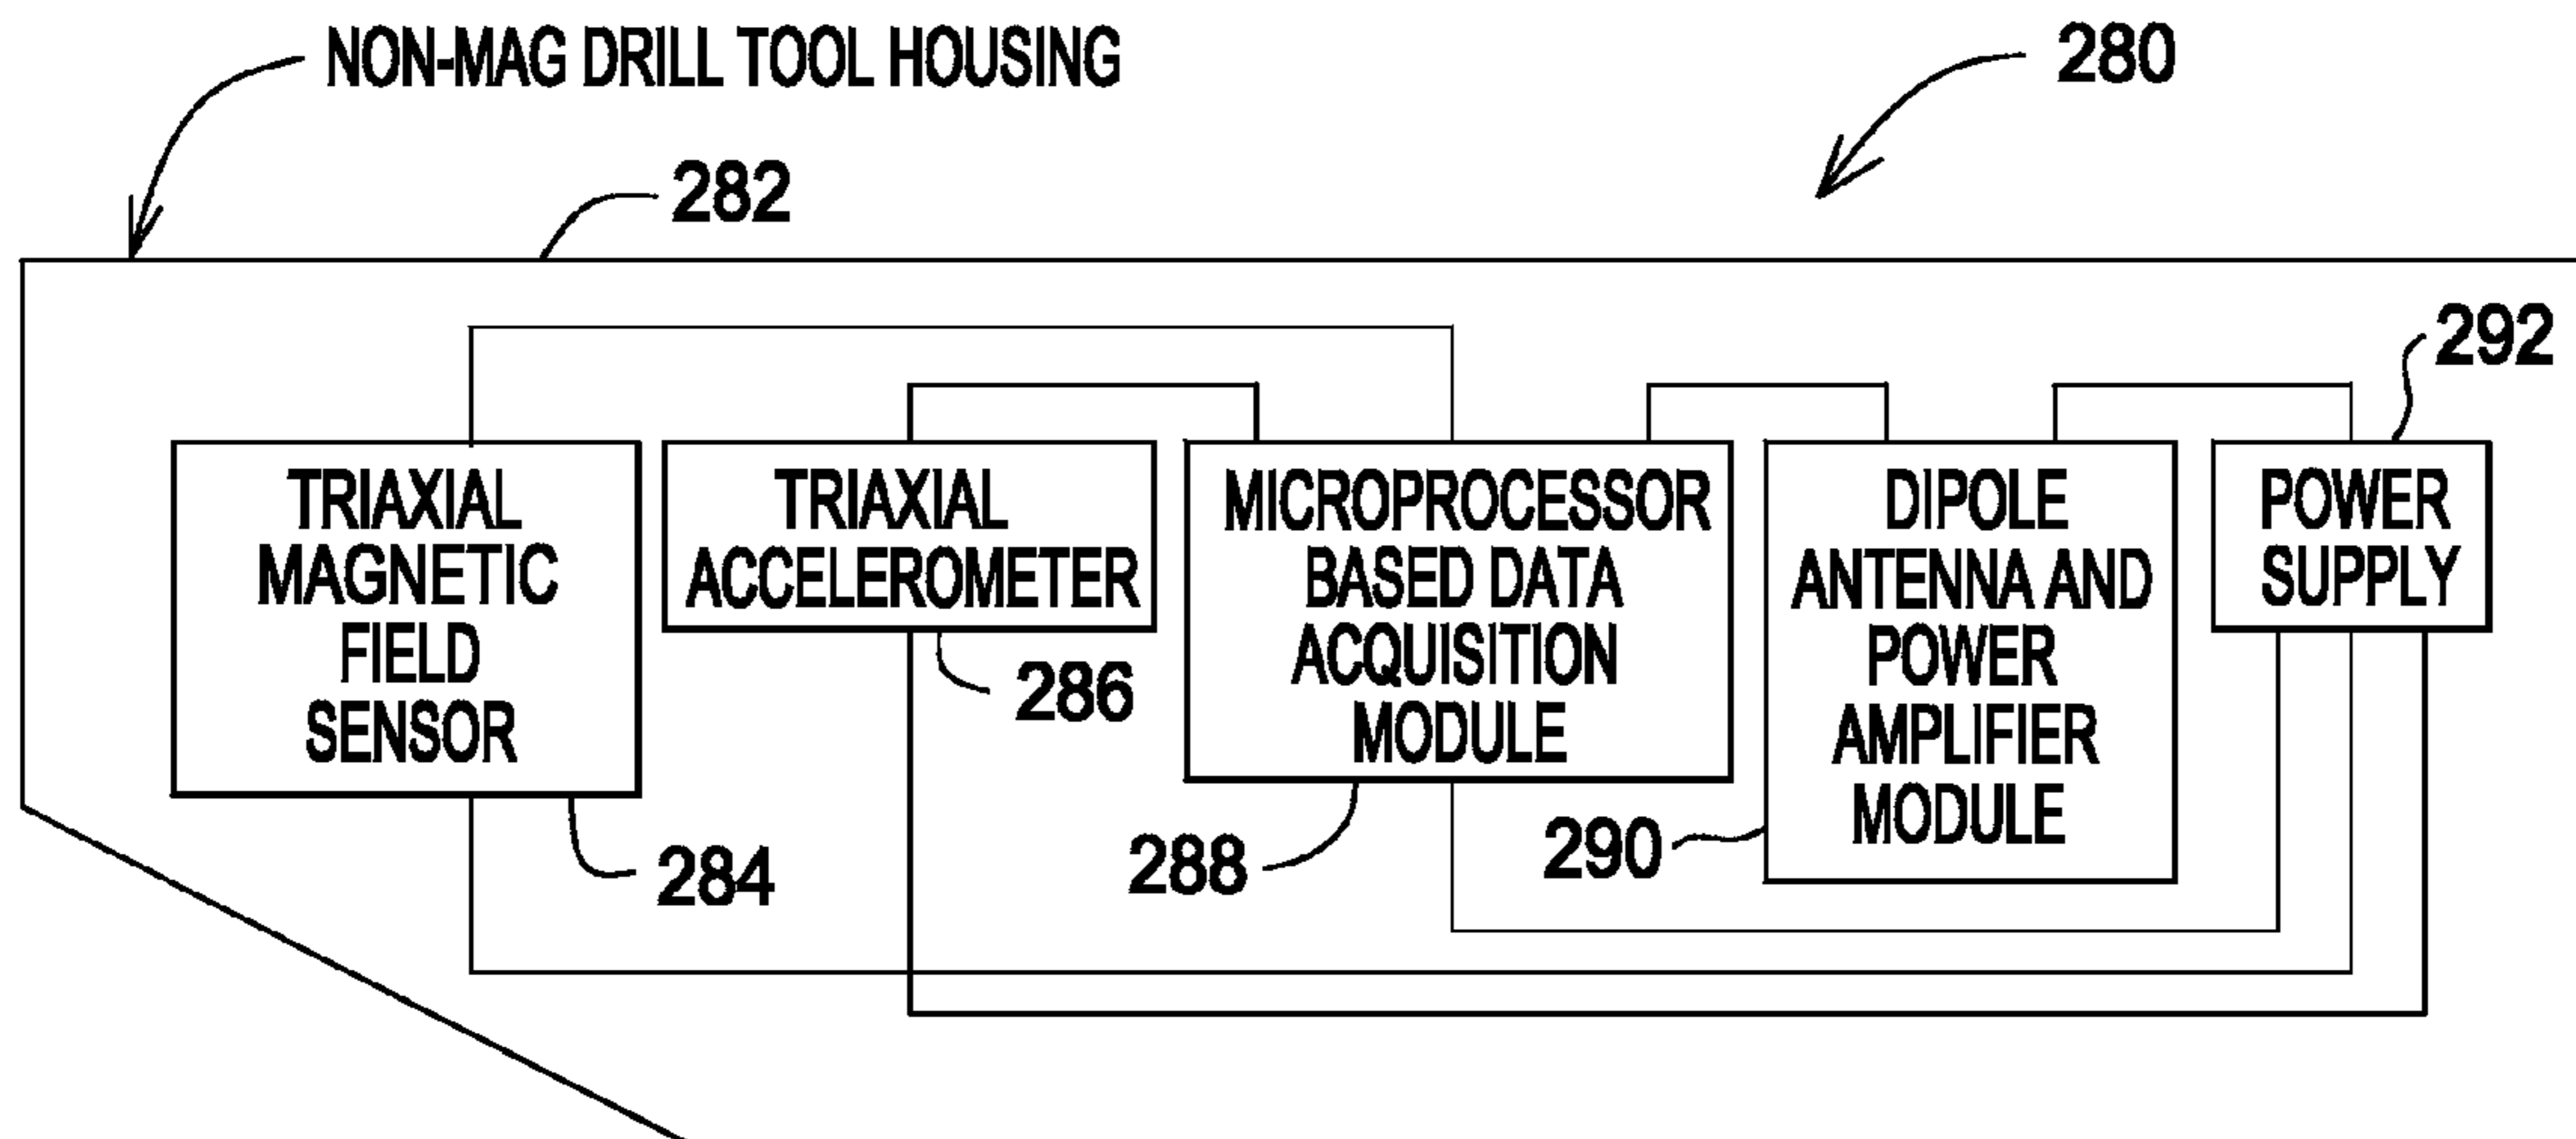 NON-MAG DRILL TOOL HOUSING
280
282
292
TRIAXIAL
MAGNETIC
FIELD
SENSOR
TRIAXIAL
ACCELEROMETER
MICROPROCESSOR
BASED DATA
ACQUISITION
MODULE
DIPOLE
ANTENNA AND
POWER
AMPLIFIER
MODULE
POWER
SUPPLY
286
284
288
290